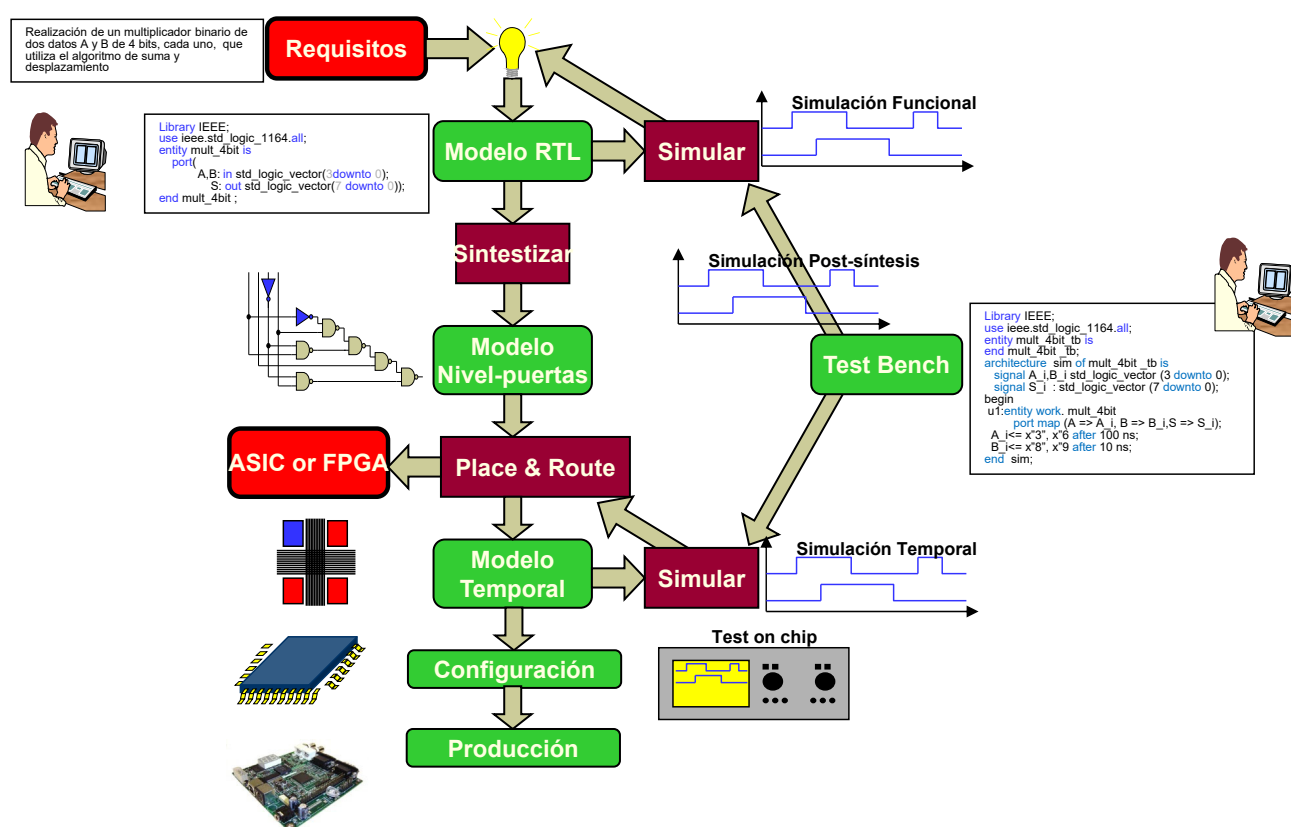 Realización de un multiplicador binario de
dos datos A y B de 4 bits, cada uno, que
utiliza el algoritmo de suma y
desplazamiento
Requisitos
Library IEEE;
use ieee.std_logic_1164.all;
entity mult_4bit is
port(
A,B: in std_logic_vector(3downto 0);
S: out std_logic_vector(7 downto 0));
end mult_4bit ;
Modelo RTL
Simular
Simulación Funcional
Sintestizar
Simulación Post-síntesis
Modelo
Nivel-puertas
Test Bench
Library IEEE;
use ieee.std_logic_1164.all;
entity mult_4bit_tb is
end mult_4bit _tb;
architecture sim of mult_4bit _tb is
signal A_i,B_i std_logic_vector (3 downto 0);
signal S_i : std_logic_vector (7 downto 0);
begin
u1:entity work. mult_4bit
port map (A => A_i, B => B_i,S => S_i);
A_i<= x"3", x"6 after 100 ns;
B_i<= x"8", x"9 after 10 ns;
end sim;
ASIC or FPGA
Place & Route
Modelo
Temporal
Simular
Simulación Temporal
Configuración
Test on chip
Producción